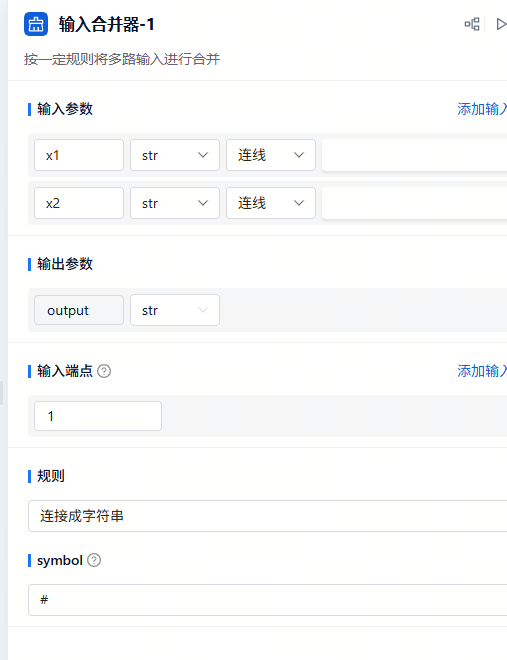 输入合并器-1
按一定规则将多路输入进行合并
输入参数 添加输入
x1 str 连线
x2 str 连线
输出参数
output str
输入端点 添加输入
1
规则
连接成字符串
symbol
#